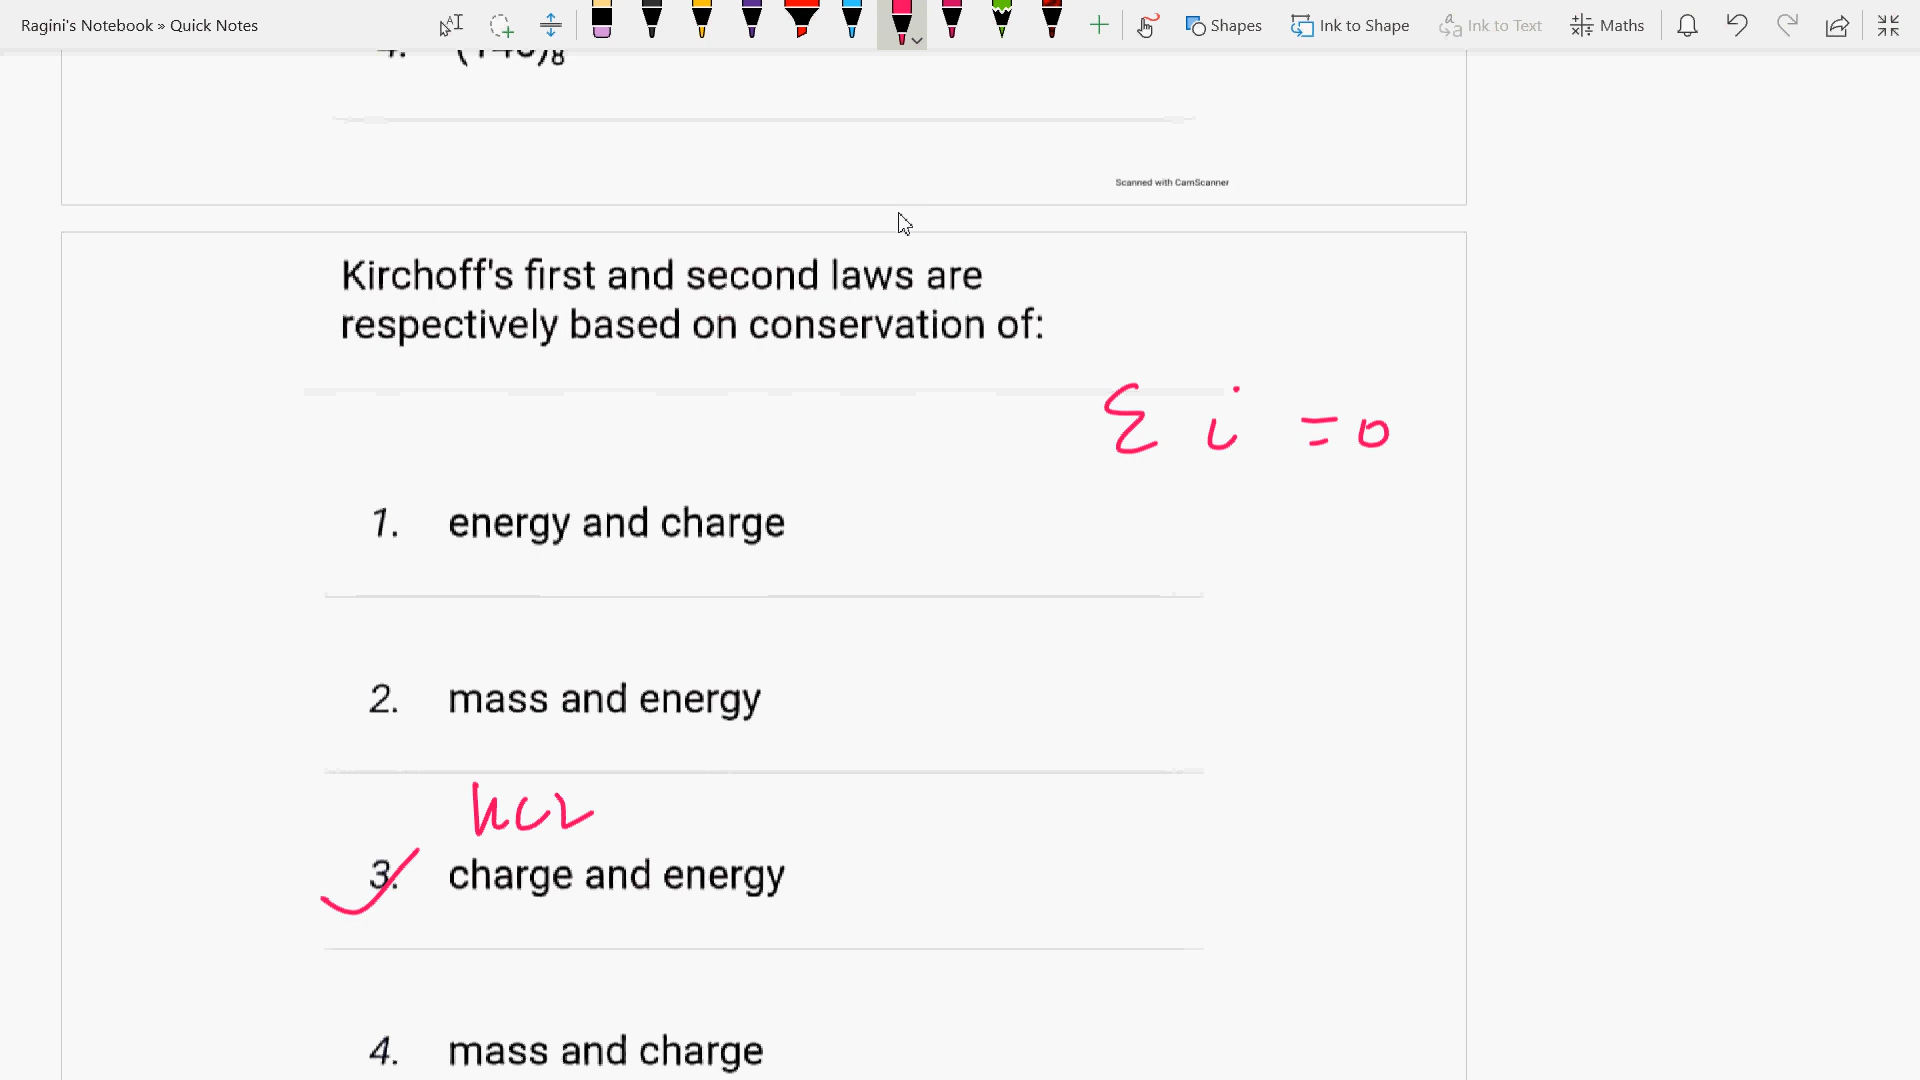 Ragini's Notebook » Quick Notes
Shapes
Ink to Shape
Ink to Text
Maths
Scanned with CamScanner
Kirchoff's first and second laws are
respectively based on conservation of:
Σ i = 0
1. energy and charge
2. mass and energy
KCL
3. charge and energy
4. mass and charge